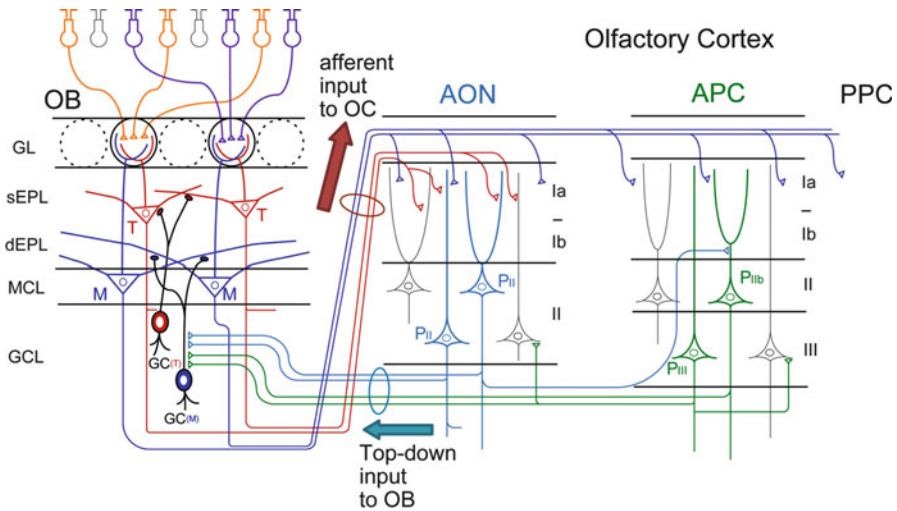 Olfactory Cortex
OB
afferent
input
to OC
AON
APC
PPC
GL
sEPL
dEPL
MCL
GCL
T
T
M
M
GC(T)
GC(M)
Ia
–
Ib
II
PII
PII
Ia
–
Ib
II
III
PIIb
PIII
Top-down
input
to OB